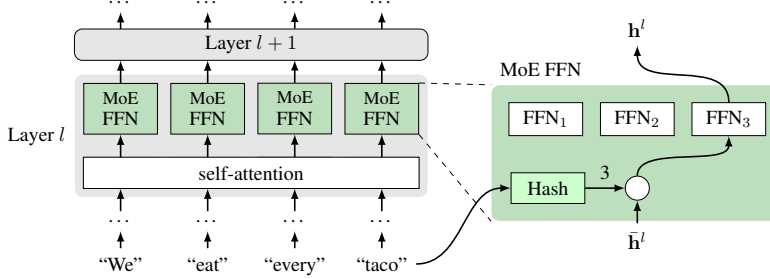 ... ... ... ...
Layer l + 1
MoE FFN
MoE FFN
MoE FFN
MoE FFN
Layer l
self-attention
... ... ... ...
... ... ... ...
“We” “eat” “every” “taco”
h^l
MoE FFN
FFN₁ FFN₂ FFN₃
Hash 3
h̄^l